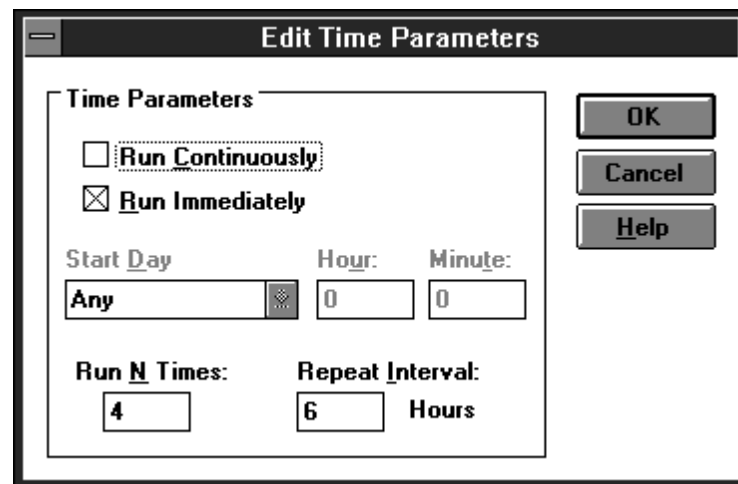 Edit Time Parameters
Time Parameters
Run Continuously
Run Immediately
Start Day Hour: Minute:
Any 0 0
Run N Times: Repeat Interval:
4 6 Hours
OK
Cancel
Help